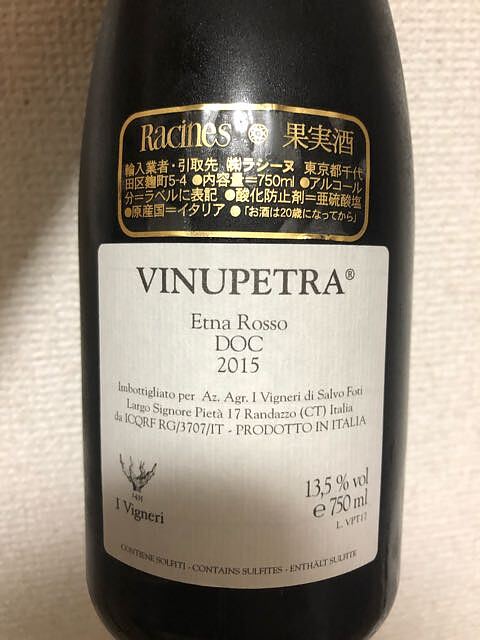 Racines 果実酒
輸入業者・引取先 ㈱ラシーヌ 東京都千代
田区麹町5-4 ●内容量=750ml ●アルコール
分=ラベルに表記 ●酸化防止剤=亜硫酸塩
●原産国=イタリア ●「お酒は20歳になってから」
VINUPETRA®
Etna Rosso
DOC
2015
Imbottigliato per Az. Agr. I Vigneri di Salvo Foti
Largo Signore Pietà 17 Randazzo (CT) Italia
da ICQRF RG/3707/IT - PRODOTTO IN ITALIA
1435
I Vigneri
13,5 % vol
e 750 ml
L. VPT17
CONTIENE SOLFITI - CONTAINS SULFITES - ENTHÄLT SULFITE